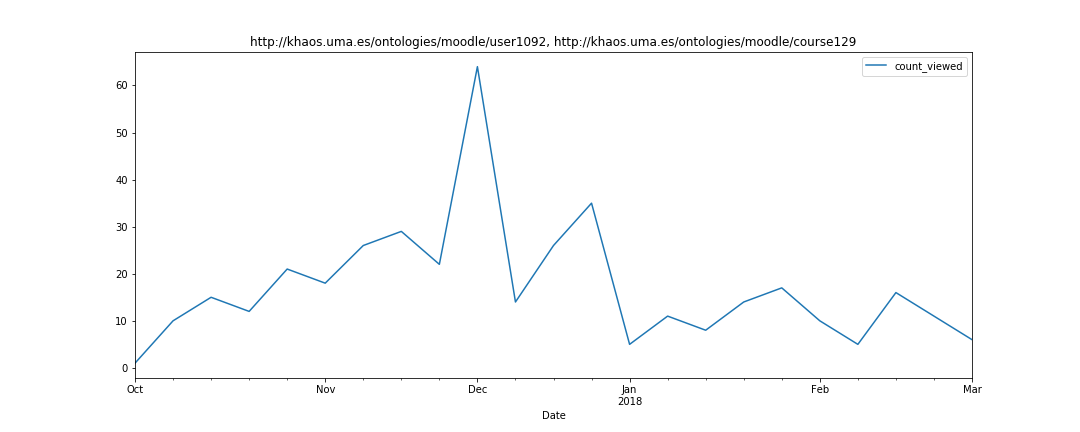 http://khaos.uma.es/ontologies/moodle/user1092, http://khaos.uma.es/ontologies/moodle/course129
count_viewed
60
50
40
30
20
10
0
Oct Nov Dec Jan Feb Mar
2018
Date